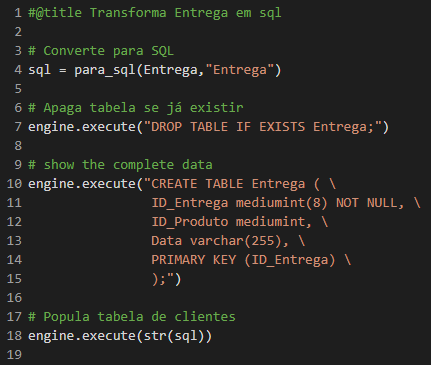 1 #@title Transforma Entrega em sql
2
3 # Converte para SQL
4 sql = para_sql(Entrega,"Entrega")
5
6 # Apaga tabela se já existir
7 engine.execute("DROP TABLE IF EXISTS Entrega;")
8
9 # show the complete data
10 engine.execute("CREATE TABLE Entrega ( \
11 ID_Entrega mediumint(8) NOT NULL, \
12 ID_Produto mediumint, \
13 Data varchar(255), \
14 PRIMARY KEY (ID_Entrega) \
15 );")
16
17 # Popula tabela de clientes
18 engine.execute(str(sql))
19